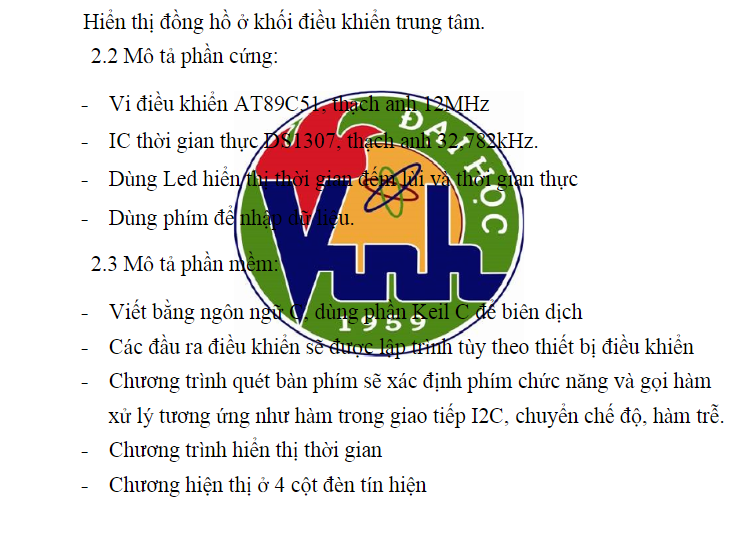 Hiển thị đồng hồ ở khối điều khiển trung tâm.
2.2 Mô tả phần cứng:
- Vi điều khiển AT89C51, thạch anh 12MHz
- IC thời gian thực DS1307, thạch anh 32,782kHz.
- Dùng Led hiển thị thời gian đếm lùi và thời gian thực
- Dùng phím để nhập dữ liệu.
2.3 Mô tả phần mềm:
- Viết bằng ngôn ngữ C, dùng phần Keil C để biên dịch
- Các đầu ra điều khiển sẽ được lập trình tùy theo thiết bị điều khiển
- Chương trình quét bàn phím sẽ xác định phím chức năng và gọi hàm
xử lý tương ứng như hàm trong giao tiếp I2C, chuyển chế độ, hàm trễ.
- Chương trình hiển thị thời gian
- Chương hiện thị ở 4 cột đèn tín hiện
ĐẠI HỌC
Vinh
1959